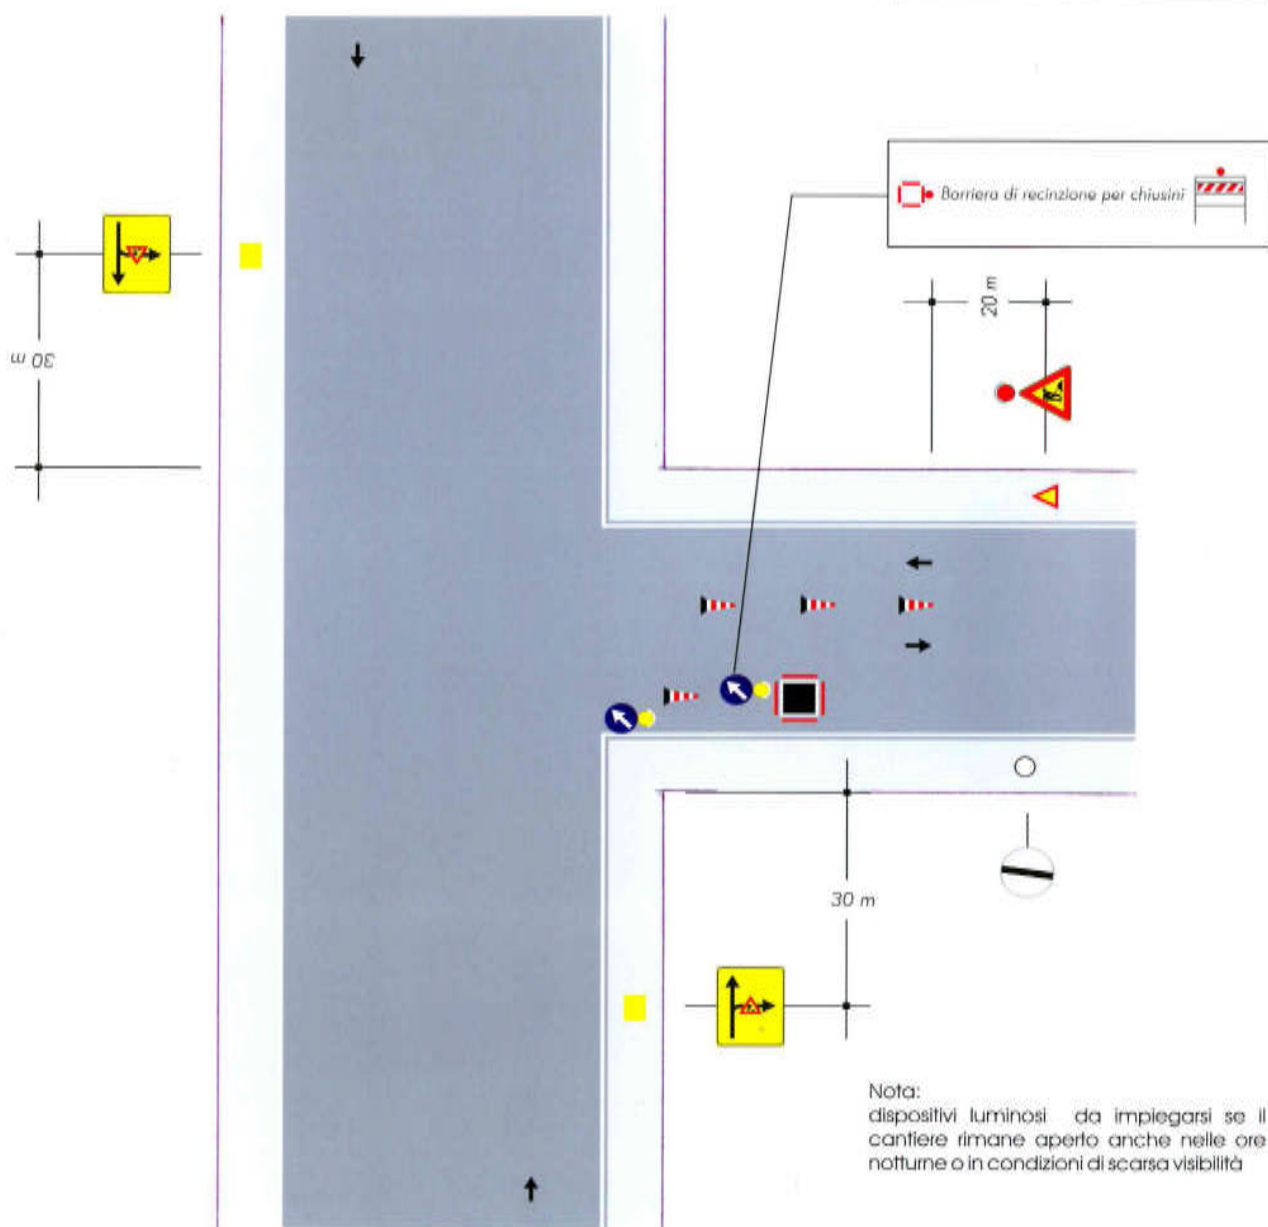 Barriera di recinzione per chiusini
20 m
30 m
30 m
Nota:
dispositivi luminosi da impiegarsi se il
cantiere rimane aperto anche nelle ore
notturne o in condizioni di scarsa visibilità